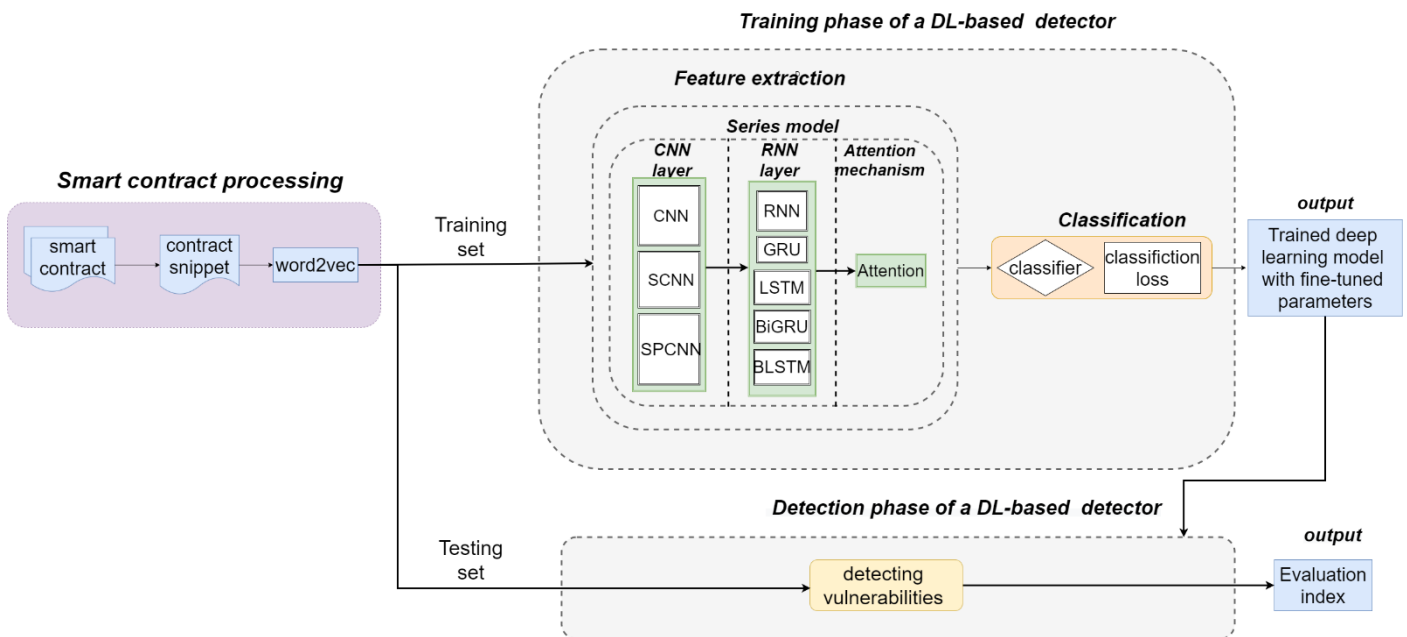 Training phase of a DL-based detector
Feature extraction
Series model
CNN
layer
RNN
layer
Attention
mechanism
Smart contract processing
smart
contract
contract
snippet
word2vec
Training
set
CNN
SCNN
SPCNN
RNN
GRU
LSTM
BiGRU
BLSTM
Attention
Classification
classifier
classifiction
loss
output
Trained deep
learning model
with fine-tuned
parameters
Detection phase of a DL-based detector
Testing
set
detecting
vulnerabilities
output
Evaluation
index